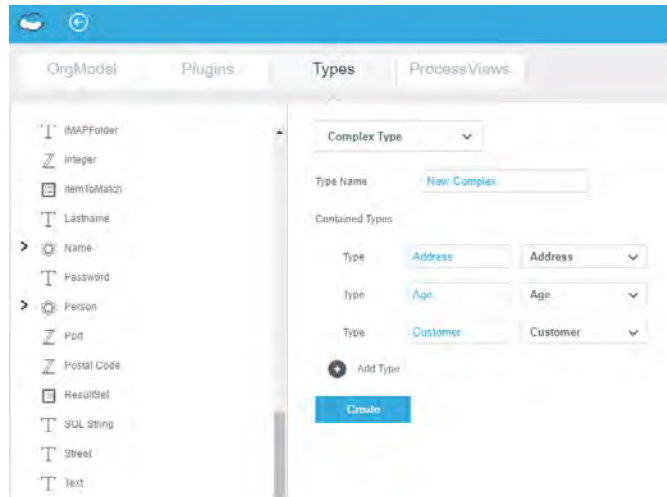 OrgModel Plugins Types ProcessViews
IMAPFolder
Integer
ItemToMatch
Lastname
Name
Password
Person
Port
Postal Code
ResultSet
SQL String
Street
Text
Complex Type
Type Name New Complex
Contained Types
Type Address Address
Type Age Age
Type Customer Customer
Add Type
Create